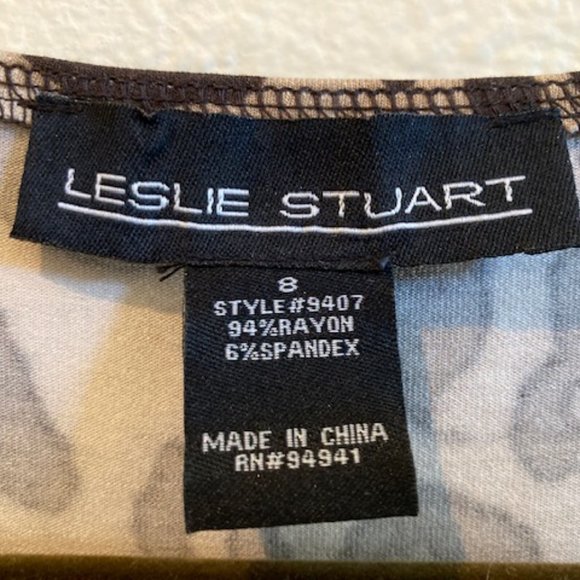 LESLIE STUART
8
STYLE#9407
94%RAYON
6%SPANDEX
MADE IN CHINA
RN#94941